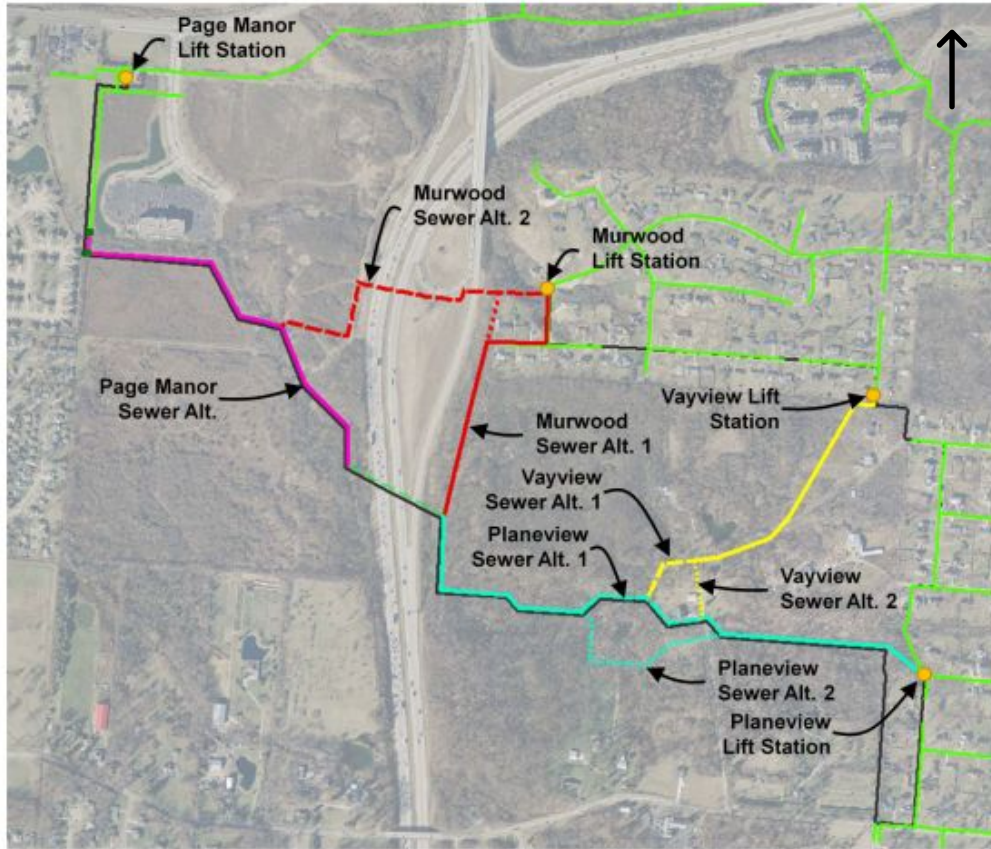 Page Manor
Lift Station
Murwood
Sewer Alt. 2
Murwood
Lift Station
Page Manor
Sewer Alt.
Vayview Lift
Station
Murwood
Sewer Alt. 1
Vayview
Sewer Alt. 1
Planeview
Sewer Alt. 1
Vayview
Sewer Alt. 2
Planeview
Sewer Alt. 2
Planeview
Lift Station